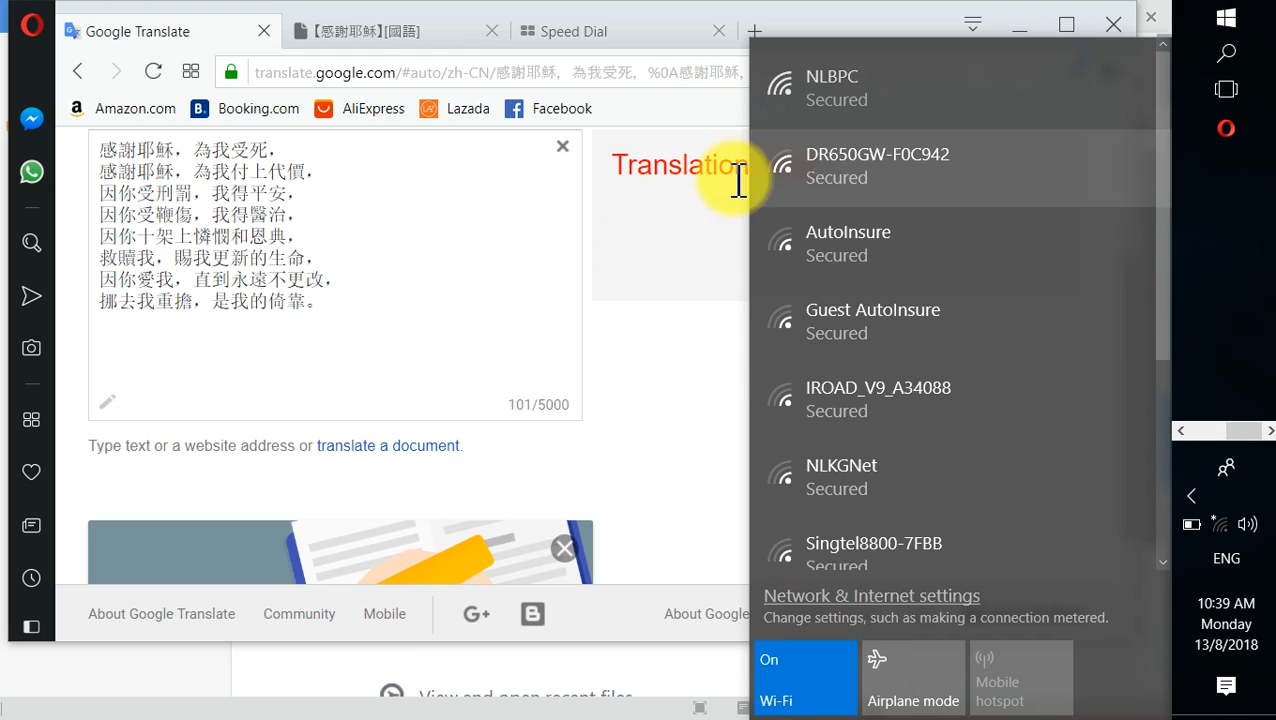 Google Translate
【感謝耶穌】[國語]
Speed Dial
translate.google.com/#auto/zh-CN/感謝耶穌，為我受死，%0A感謝耶穌，
Amazon.com
Booking.com
AliExpress
Lazada
Facebook
感謝耶穌，為我受死，
感謝耶穌，為我付上代價，
因你受刑罰，我得平安，
因你受鞭傷，我得醫治，
因你十架上憐憫和恩典，
救贖我，賜我更新的生命，
因你愛我，直到永遠不更改，
挪去我重擔，是我的倚靠。
101/5000
Translation
Type text or a website address or translate a document.
About Google Translate
Community
Mobile
G+
About Google
View and open recent files
NLBPC
Secured
DR650GW-F0C942
Secured
AutoInsure
Secured
Guest AutoInsure
Secured
IROAD_V9_A34088
Secured
NLKGNet
Secured
Singtel8800-7FBB
Secured
Network & Internet settings
Change settings, such as making a connection metered.
On
Wi-Fi
Airplane mode
Mobile
hotspot
ENG
10:39 AM
Monday
13/8/2018